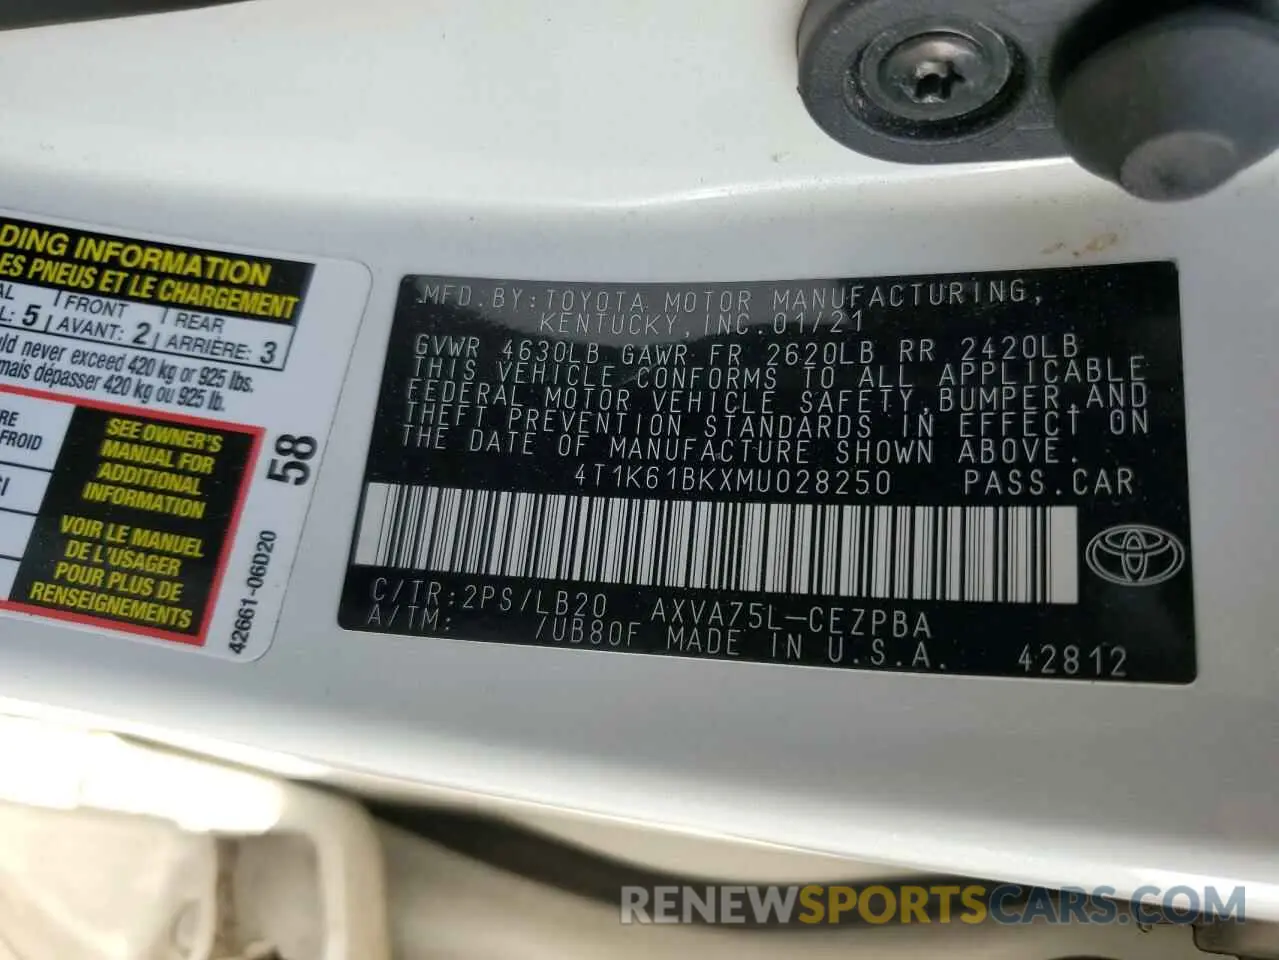 DING INFORMATION
ES PNEUS ET LE CHARGEMENT
AL FRONT REAR
L: 5 AVANT: 2 ARRIÈRE: 3
uld never exceed 420 kg or 925 lbs.
mais dépasser 420 kg ou 925 lb.
RE
FROID
SEE OWNER'S
MANUAL FOR
ADDITIONAL
INFORMATION
VOIR LE MANUEL
DE L'USAGER
POUR PLUS DE
RENSEIGNEMENTS
58
42661-06D20
MFD. BY: TOYOTA MOTOR MANUFACTURING,
KENTUCKY, INC. 01/21
GVWR 4630LB GAWR FR 2620LB RR 2420LB
THIS VEHICLE CONFORMS TO ALL APPLICABLE
FEDERAL MOTOR VEHICLE SAFETY, BUMPER, AND
THEFT PREVENTION STANDARDS IN EFFECT ON
THE DATE OF MANUFACTURE SHOWN ABOVE.
4T1K61BKXMU028250 PASS.CAR
C/TR: 2PS/LB20 AXVA75L-CEZPBA
A/TM: /UB80F MADE IN U.S.A. 42812
RENEWSPORTSCARS.COM